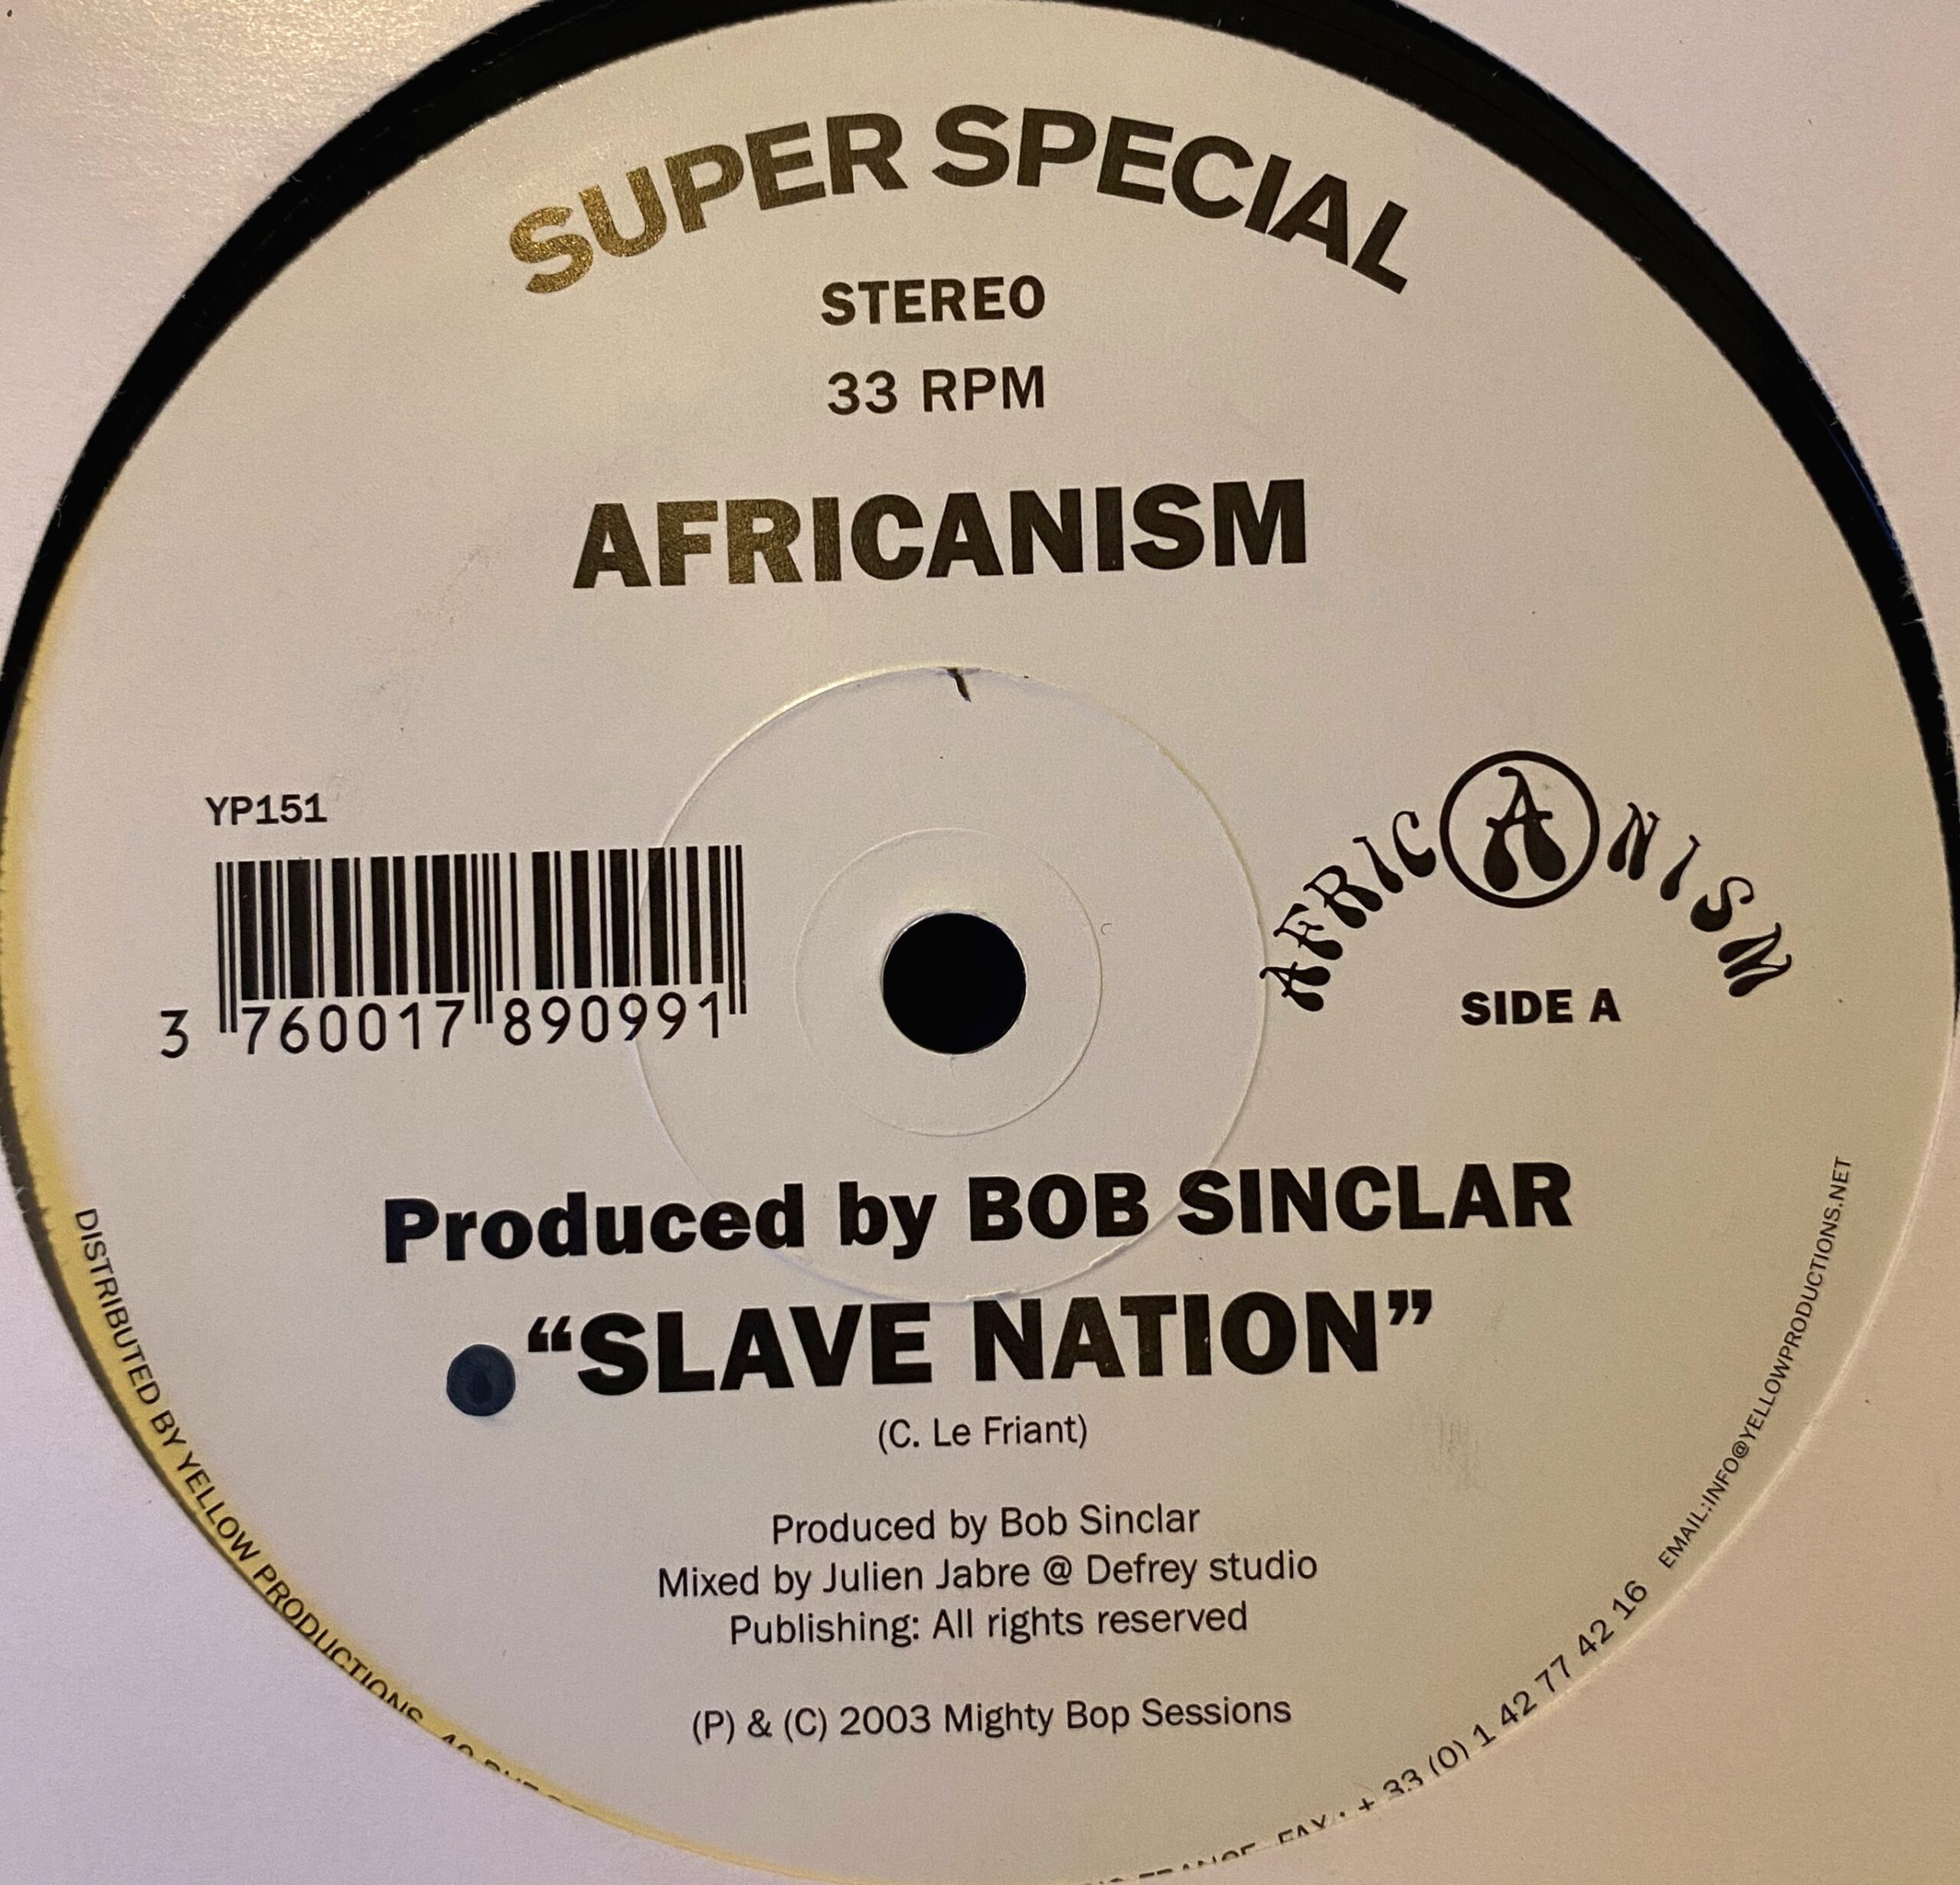 SUPER SPECIAL
STEREO
33 RPM
AFRICANISM
YP151
3 760017 890991
AFRICANISM
SIDE A
Produced by BOB SINCLAR
“SLAVE NATION”
(C. Le Friant)
Produced by Bob Sinclar
Mixed by Julien Jabre @ Defrey studio
Publishing: All rights reserved
(P) & (C) 2003 Mighty Bop Sessions
DISTRIBUTED BY YELLOW PRODUCTIONS FAX : + 33 (0) 1 42 77 42 16 EMAIL:INFO@YELLOWPRODUCTIONS.NET